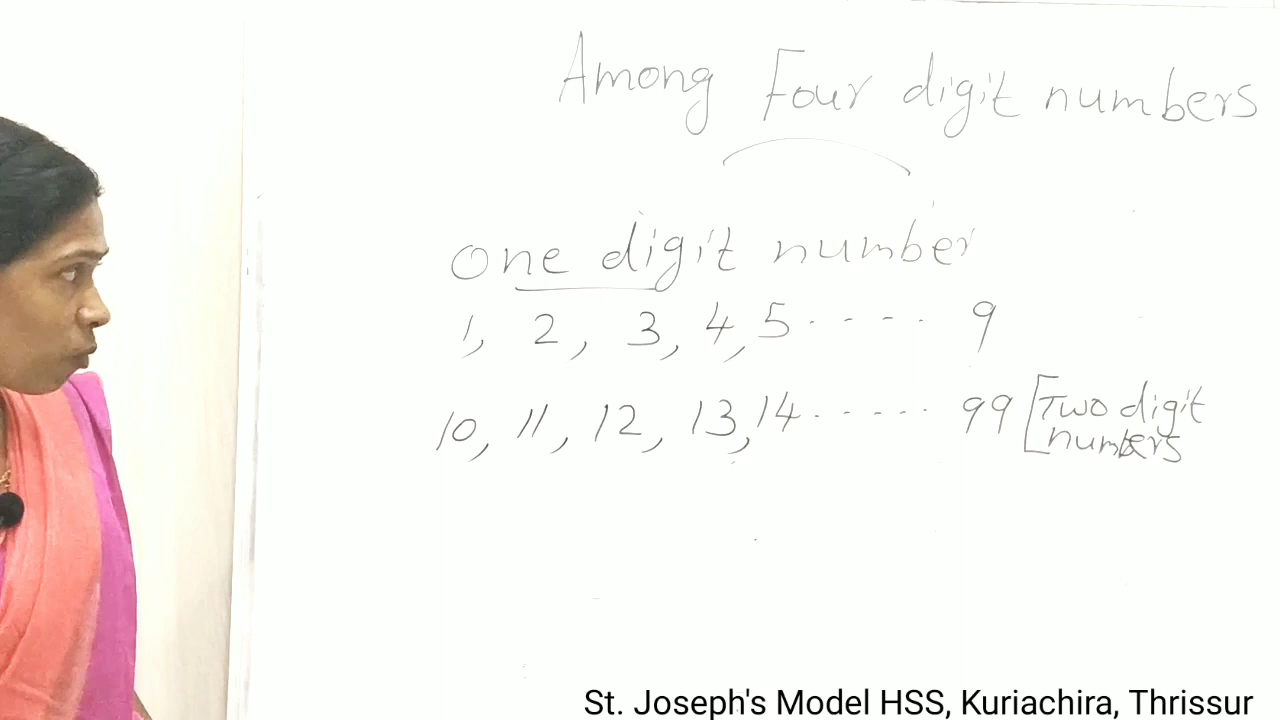 Among Four digit numbers
one digit number
1, 2, 3, 4, 5 . - - - . 9
10, 11, 12, 13, 14 - - - - - - 99 [Two digit
numbers
St. Joseph's Model HSS, Kuriachira, Thrissur